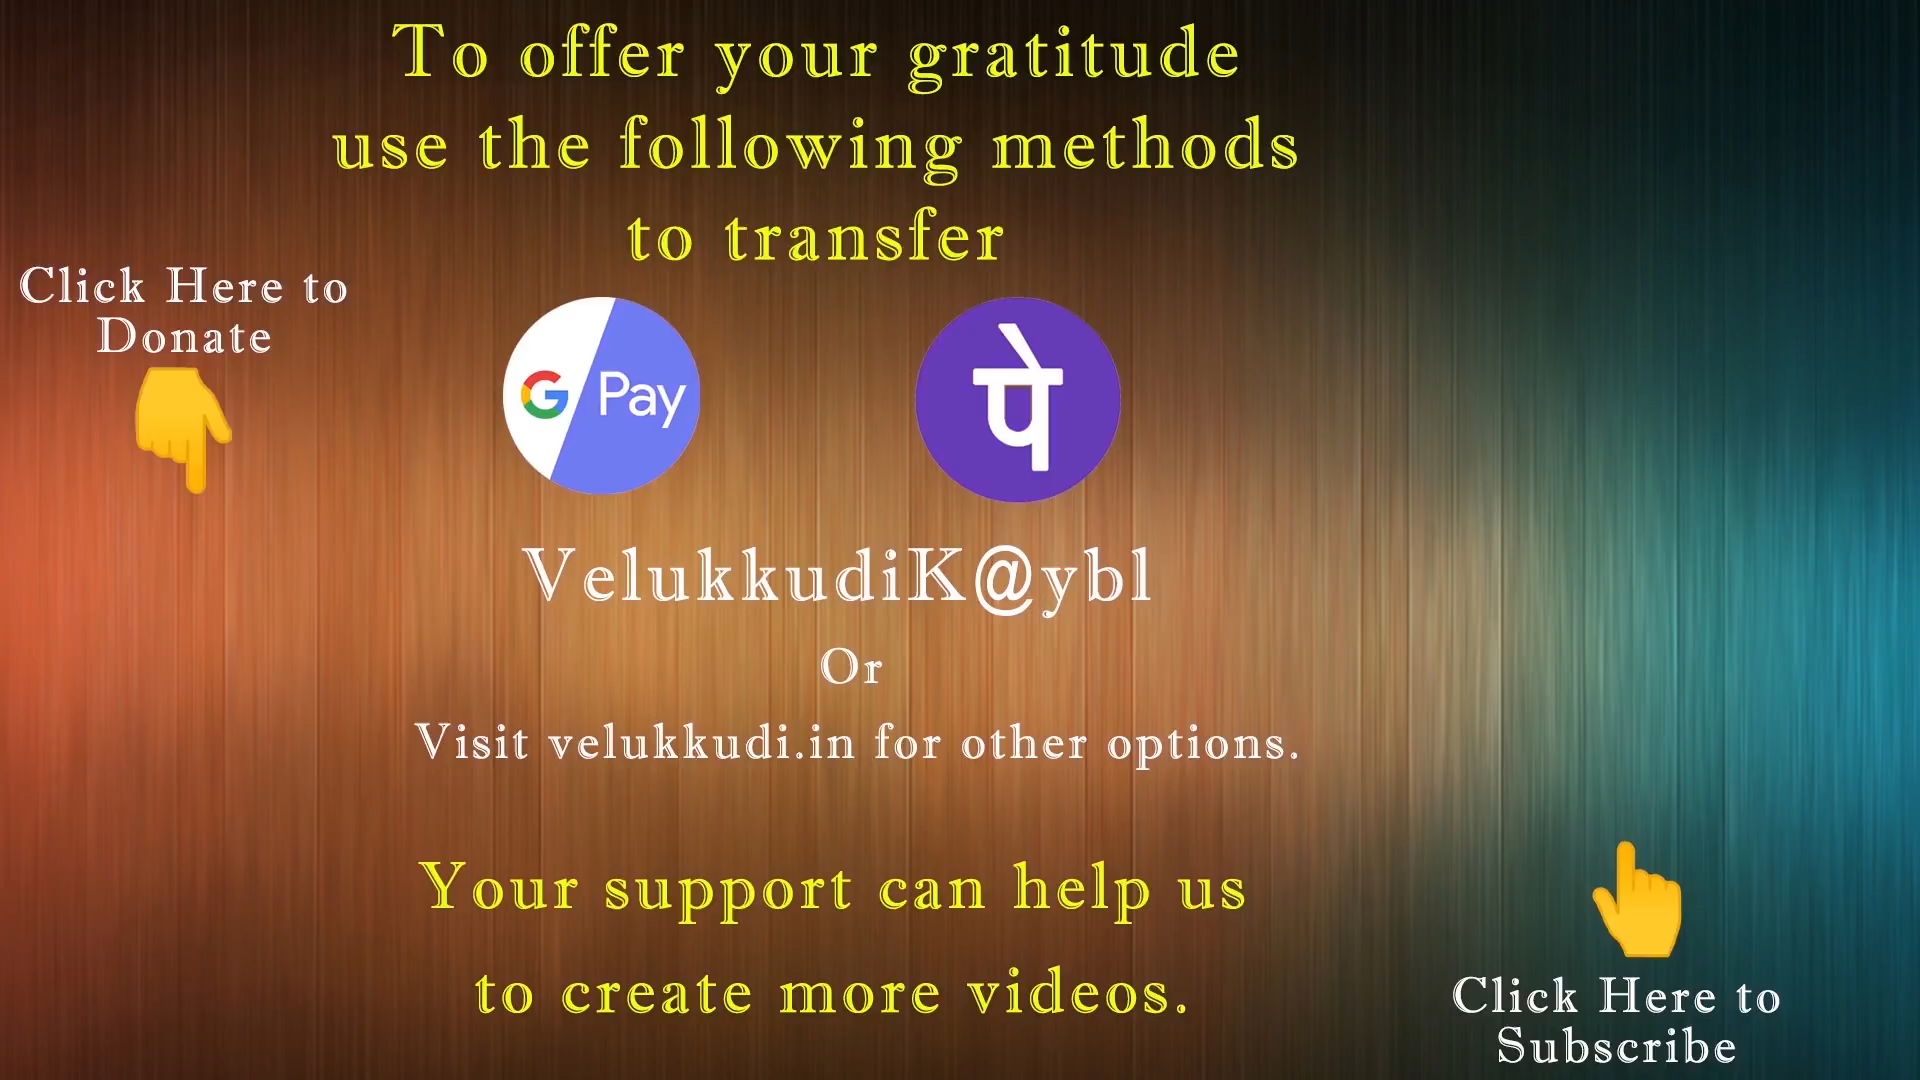 To offer your gratitude
use the following methods
to transfer
Click Here to
Donate
G Pay
पे
VelukkudiK@ybl
Or
Visit velukkudi.in for other options.
Your support can help us
to create more videos.
Click Here to
Subscribe